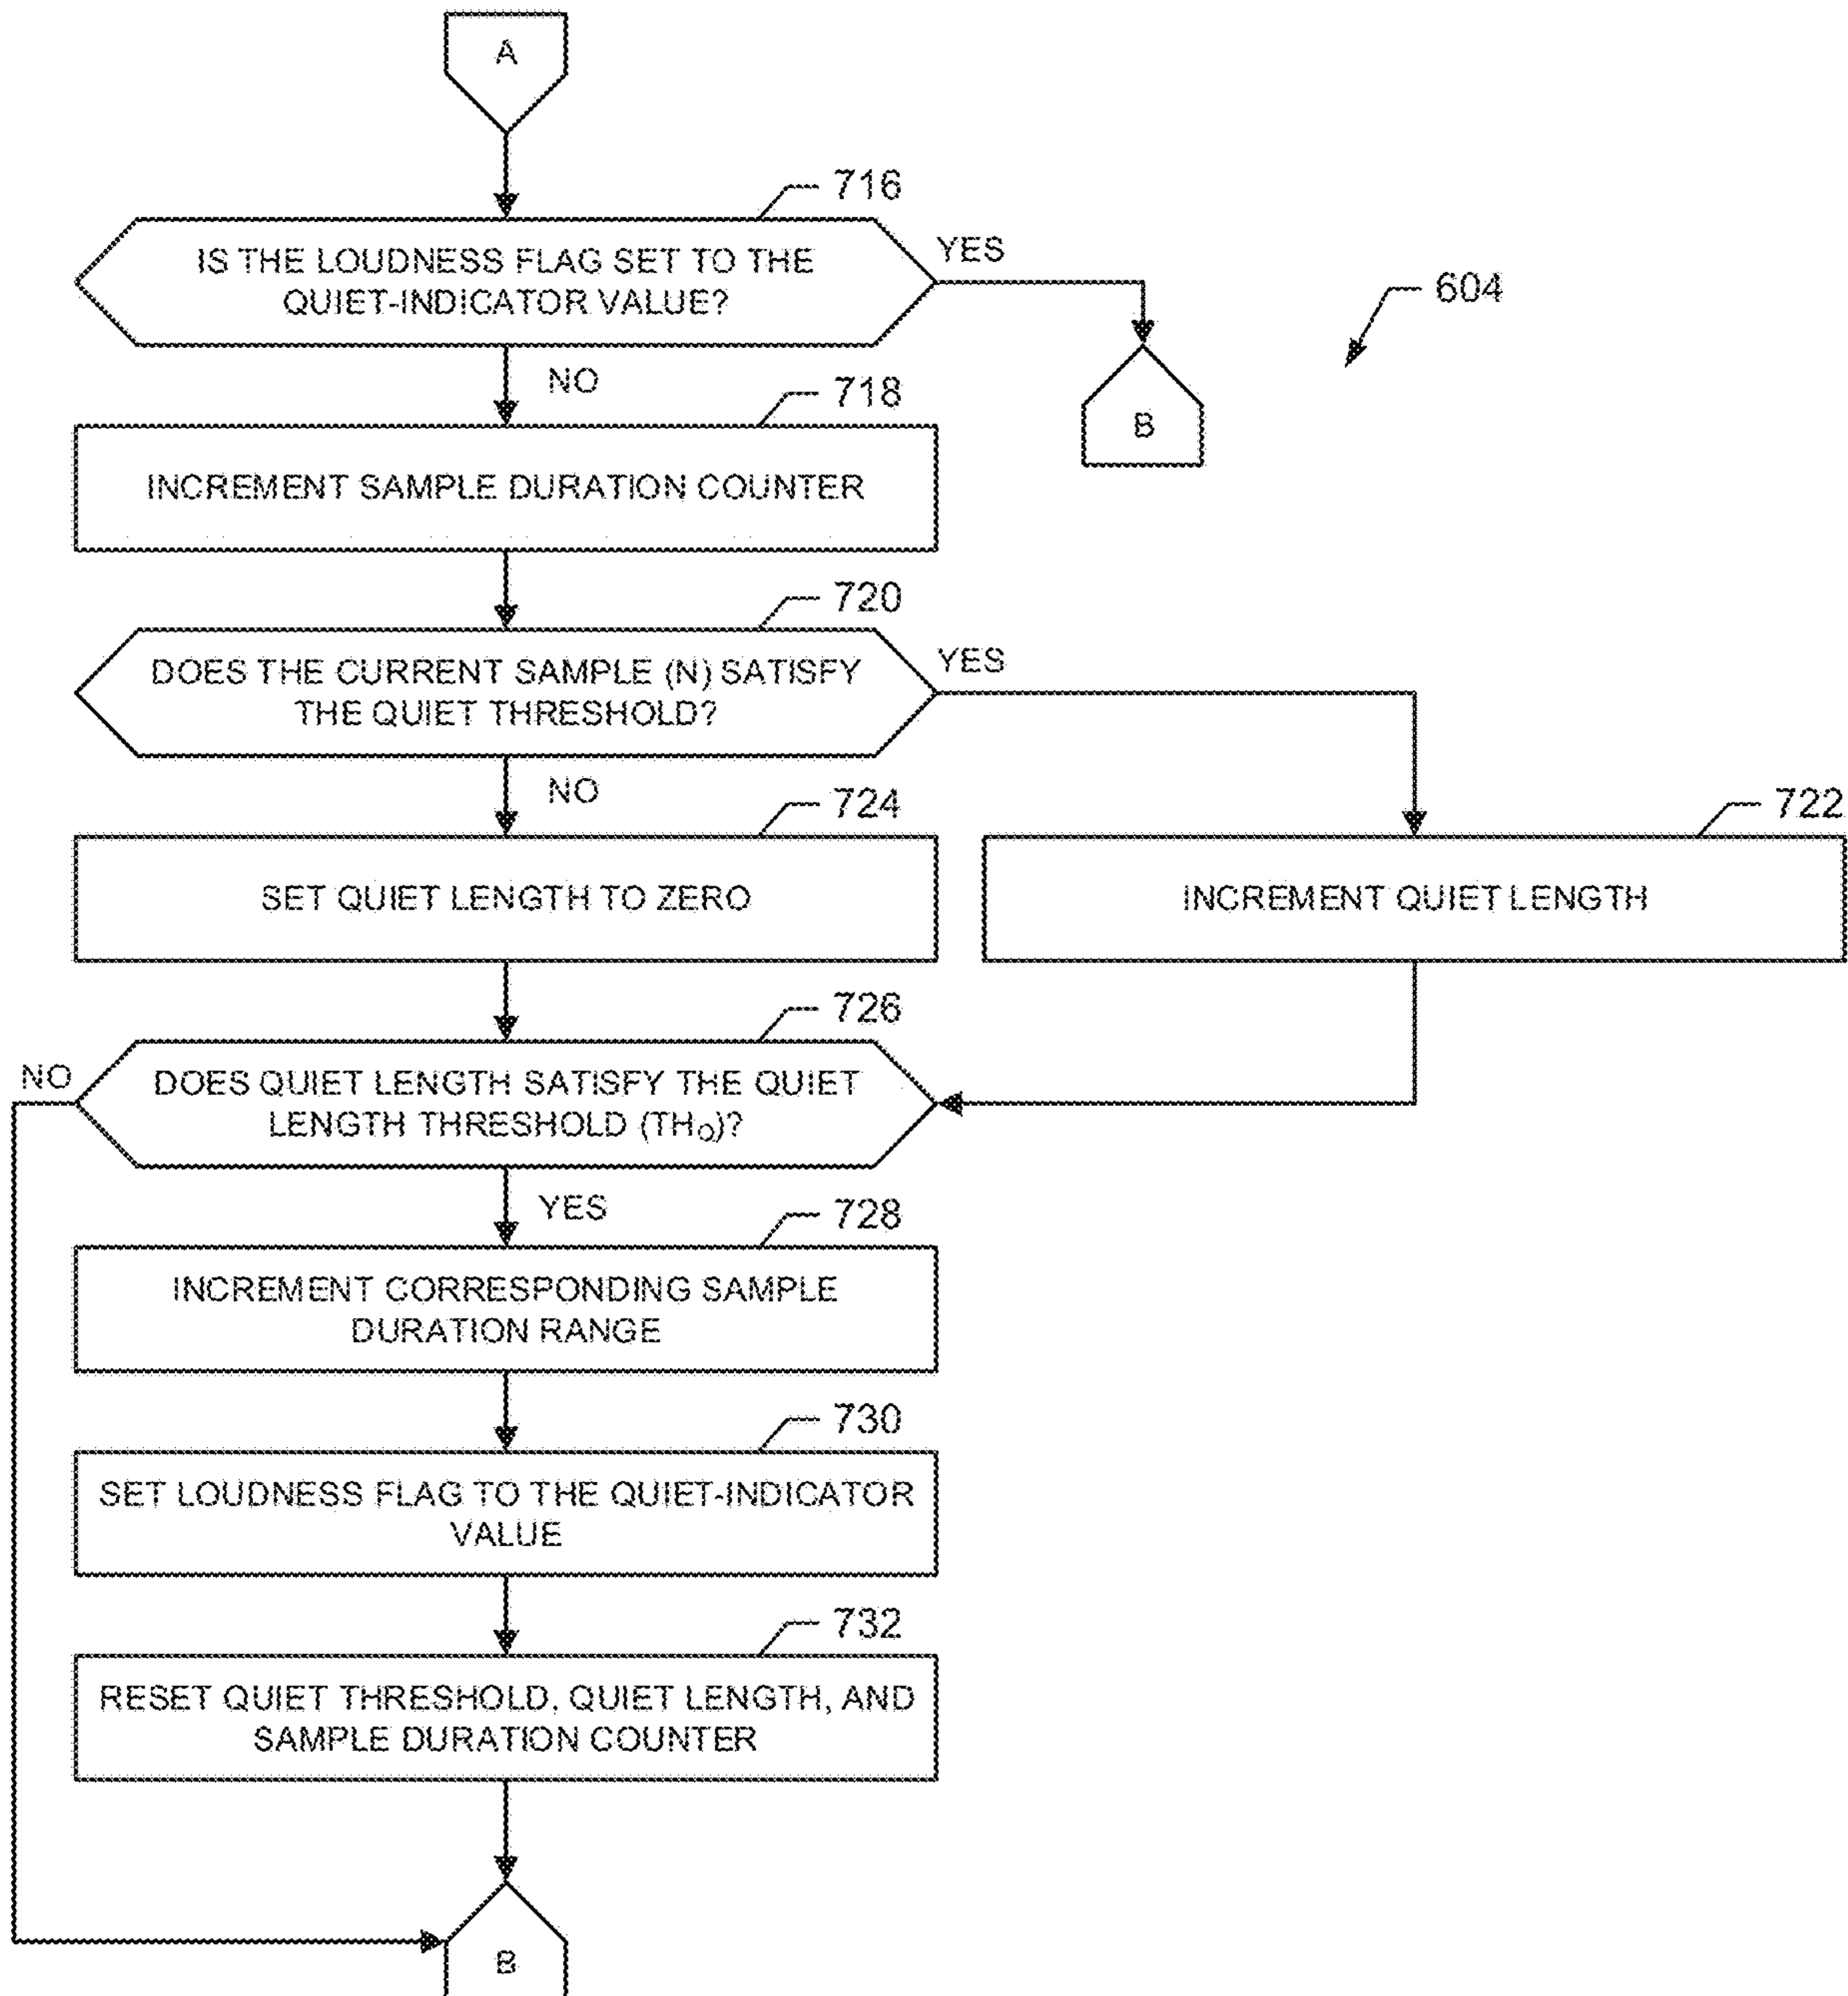 A
716
IS THE LOUDNESS FLAG SET TO THE
QUIET-INDICATOR VALUE?
YES
604
NO
B
718
INCREMENT SAMPLE DURATION COUNTER
720
DOES THE CURRENT SAMPLE (N) SATISFY
THE QUIET THRESHOLD?
YES
NO
724
722
SET QUIET LENGTH TO ZERO
INCREMENT QUIET LENGTH
726
NO
DOES QUIET LENGTH SATISFY THE QUIET
LENGTH THRESHOLD (THQ)?
YES
728
INCREMENT CORRESPONDING SAMPLE
DURATION RANGE
730
SET LOUDNESS FLAG TO THE QUIET-INDICATOR
VALUE
732
RESET QUIET THRESHOLD, QUIET LENGTH, AND
SAMPLE DURATION COUNTER
B